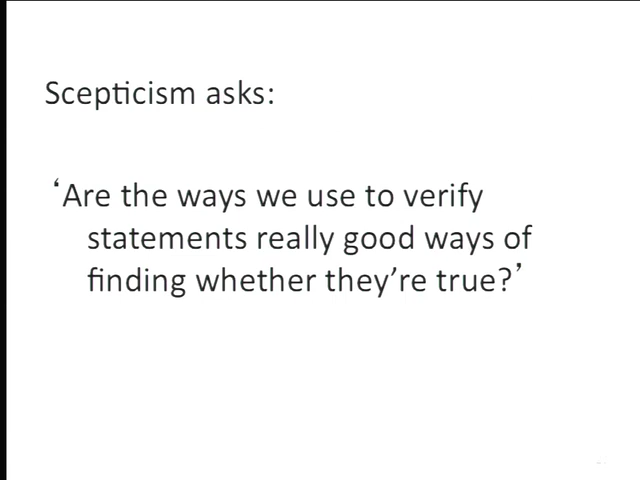 Scepticism asks:
‘Are the ways we use to verify
statements really good ways of
finding whether they’re true?’